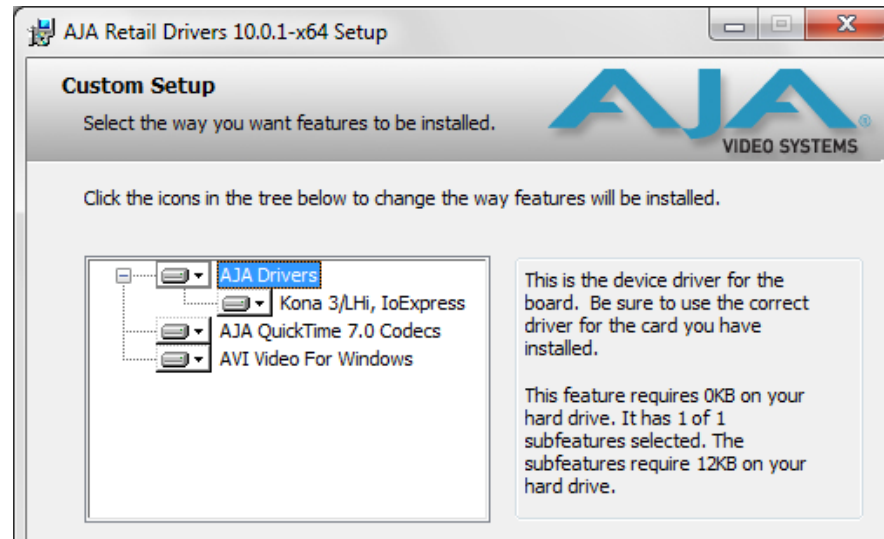 AJA Retail Drivers 10.0.1-x64 Setup
Custom Setup
Select the way you want features to be installed.
AJA®
VIDEO SYSTEMS
Click the icons in the tree below to change the way features will be installed.
AJA Drivers
Kona 3/LHi, IoExpress
AJA QuickTime 7.0 Codecs
AVI Video For Windows
This is the device driver for the
board.  Be sure to use the correct
driver for the card you have
installed.
This feature requires 0KB on your
hard drive. It has 1 of 1
subfeatures selected. The
subfeatures require 12KB on your
hard drive.